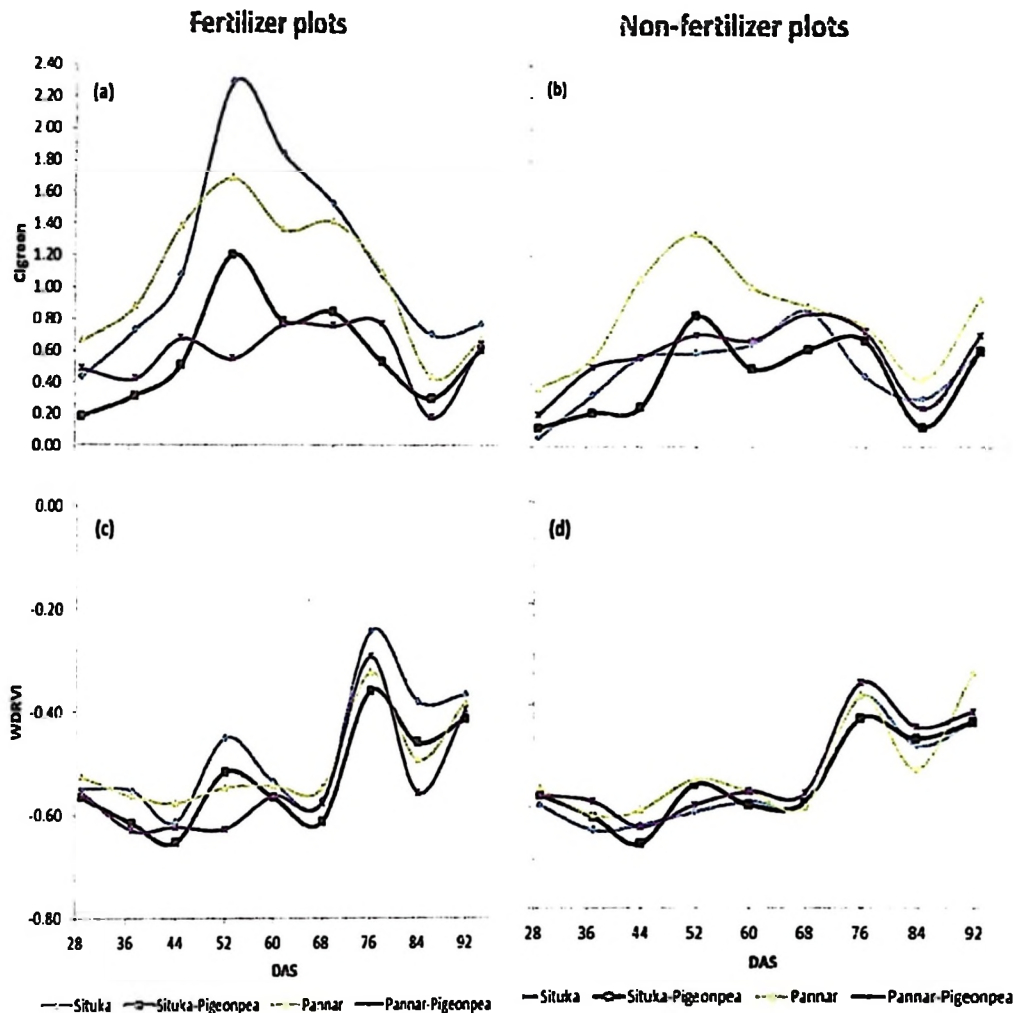 Fertilizer plots
Non-fertilizer plots
2.40
2.20
2.00
1.80
1.60
1.40
1.20
1.00
0.80
0.60
0.40
0.20
0.00
CIgreen
(a)
(b)
0.00
-0.20
-0.40
-0.60
-0.80
WDRVI
(c)
(d)
28 36 44 52 60 68 76 84 92
DAS
28 36 44 52 60 68 76 84 92
DAS
Situka Situka-Pigeonpea Pannar Pannar-Pigeonpea
Situka Situka-Pigeonpea Pannar Pannar-Pigeonpea